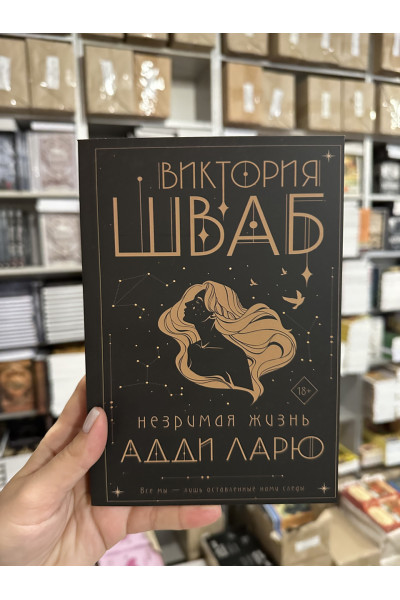 ВИКТОРИЯ
ШВАБ
18+
незримая жизнь
АДДИ ЛАРЮ
Все мы — лишь оставленные нами следы